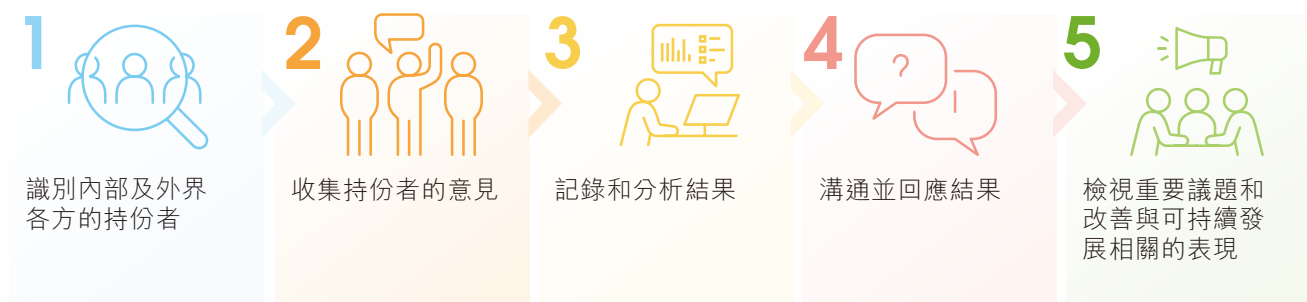 1
識別內部及外界
各方的持份者
2
收集持份者的意見
3
記錄和分析結果
4
?
溝通並回應結果
5
檢視重要議題和
改善與可持續發
展相關的表現